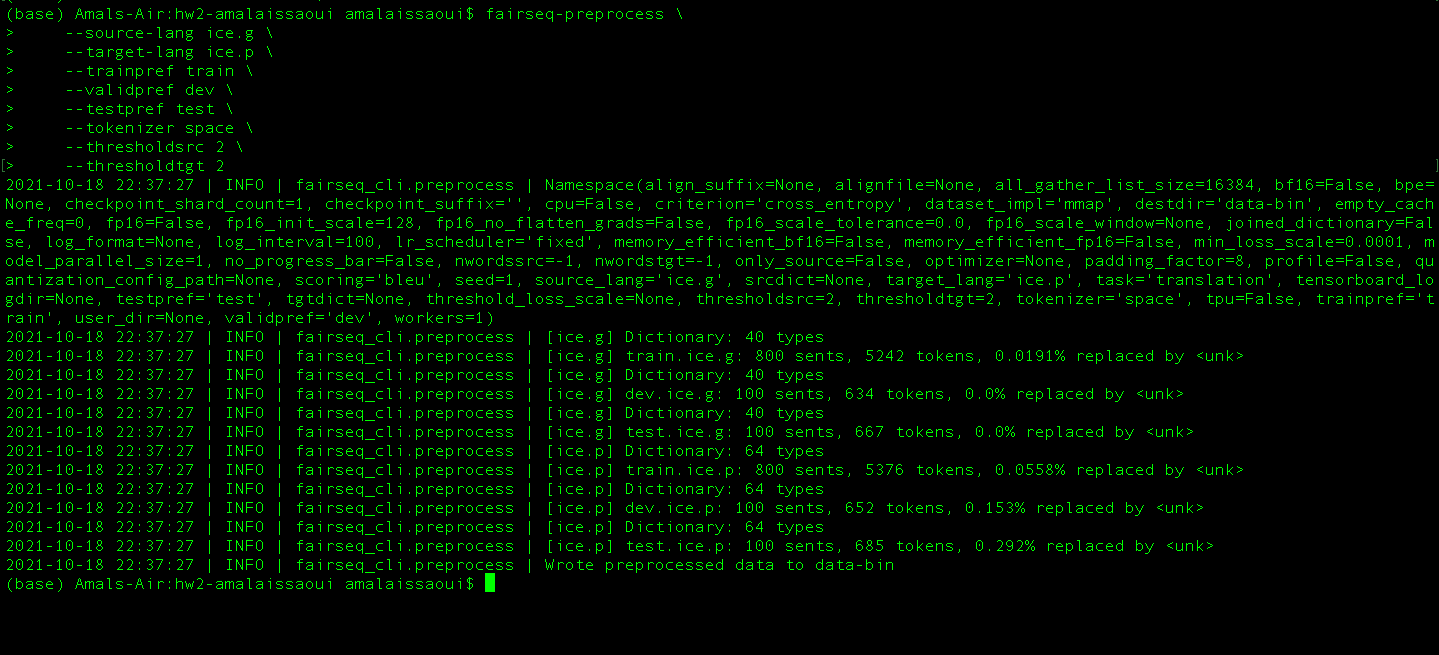 (base) Amals-Air:hw2-amalaissaoui amalaissaoui$ fairseq-preprocess \
>     --source-lang ice.g \
>     --target-lang ice.p \
>     --trainpref train \
>     --validpref dev \
>     --testpref test \
>     --tokenizer space \
>     --thresholdsrc 2 \
[>     --thresholdtgt 2 ]
2021-10-18 22:37:27 | INFO | fairseq_cli.preprocess | Namespace(align_suffix=None, alignfile=None, all_gather_list_size=16384, bf16=False, bpe=
None, checkpoint_shard_count=1, checkpoint_suffix='', cpu=False, criterion='cross_entropy', dataset_impl='mmap', destdir='data-bin', empty_cach
e_freq=0, fp16=False, fp16_init_scale=128, fp16_no_flatten_grads=False, fp16_scale_tolerance=0.0, fp16_scale_window=None, joined_dictionary=Fal
se, log_format=None, log_interval=100, lr_scheduler='fixed', memory_efficient_bf16=False, memory_efficient_fp16=False, min_loss_scale=0.0001, m
odel_parallel_size=1, no_progress_bar=False, nwordssrc=-1, nwordstgt=-1, only_source=False, optimizer=None, padding_factor=8, profile=False, qu
antization_config_path=None, scoring='bleu', seed=1, source_lang='ice.g', srcdict=None, target_lang='ice.p', task='translation', tensorboard_lo
gdir=None, testpref='test', tgtdict=None, threshold_loss_scale=None, thresholdsrc=2, thresholdtgt=2, tokenizer='space', tpu=False, trainpref='t
rain', user_dir=None, validpref='dev', workers=1)
2021-10-18 22:37:27 | INFO | fairseq_cli.preprocess | [ice.g] Dictionary: 40 types
2021-10-18 22:37:27 | INFO | fairseq_cli.preprocess | [ice.g] train.ice.g: 800 sents, 5242 tokens, 0.0191% replaced by <unk>
2021-10-18 22:37:27 | INFO | fairseq_cli.preprocess | [ice.g] Dictionary: 40 types
2021-10-18 22:37:27 | INFO | fairseq_cli.preprocess | [ice.g] dev.ice.g: 100 sents, 634 tokens, 0.0% replaced by <unk>
2021-10-18 22:37:27 | INFO | fairseq_cli.preprocess | [ice.g] Dictionary: 40 types
2021-10-18 22:37:27 | INFO | fairseq_cli.preprocess | [ice.g] test.ice.g: 100 sents, 667 tokens, 0.0% replaced by <unk>
2021-10-18 22:37:27 | INFO | fairseq_cli.preprocess | [ice.p] Dictionary: 64 types
2021-10-18 22:37:27 | INFO | fairseq_cli.preprocess | [ice.p] train.ice.p: 800 sents, 5376 tokens, 0.0558% replaced by <unk>
2021-10-18 22:37:27 | INFO | fairseq_cli.preprocess | [ice.p] Dictionary: 64 types
2021-10-18 22:37:27 | INFO | fairseq_cli.preprocess | [ice.p] dev.ice.p: 100 sents, 652 tokens, 0.153% replaced by <unk>
2021-10-18 22:37:27 | INFO | fairseq_cli.preprocess | [ice.p] Dictionary: 64 types
2021-10-18 22:37:27 | INFO | fairseq_cli.preprocess | [ice.p] test.ice.p: 100 sents, 685 tokens, 0.292% replaced by <unk>
2021-10-18 22:37:27 | INFO | fairseq_cli.preprocess | Wrote preprocessed data to data-bin
(base) Amals-Air:hw2-amalaissaoui amalaissaoui$